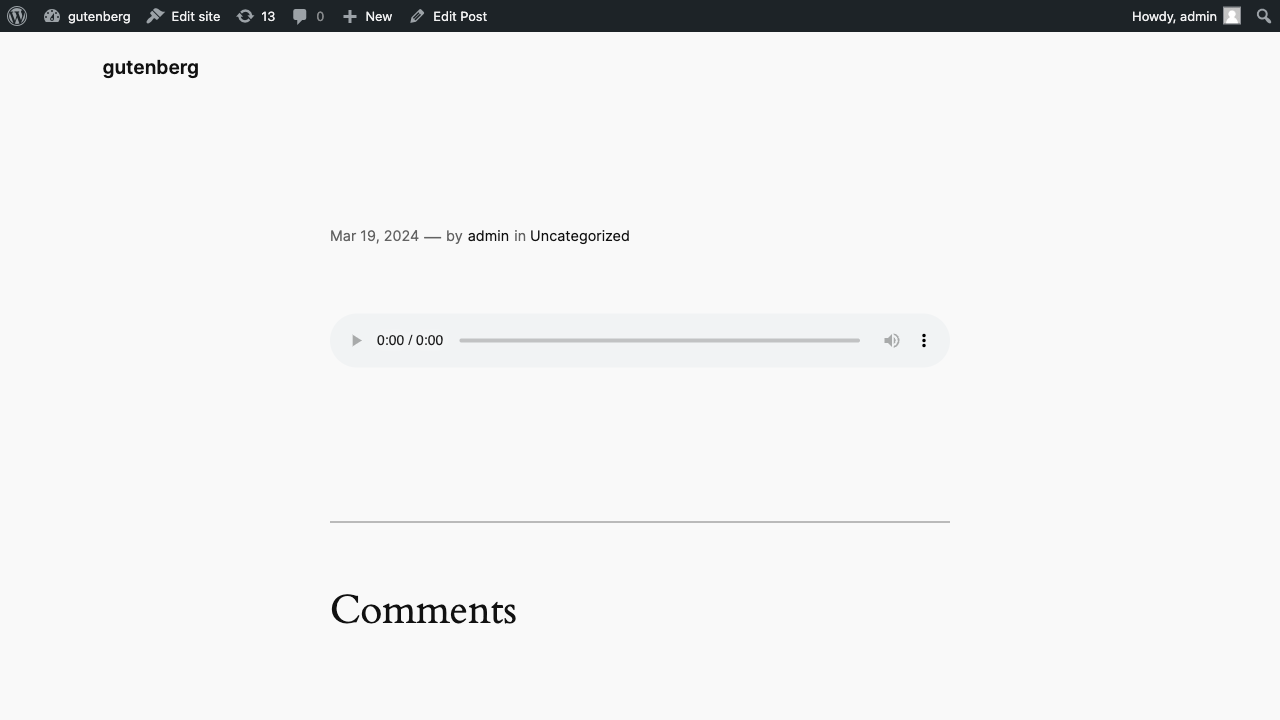 gutenberg Edit site 13 0 New Edit Post Howdy, admin
gutenberg
Mar 19, 2024 — by admin in Uncategorized
0:00 / 0:00
Comments